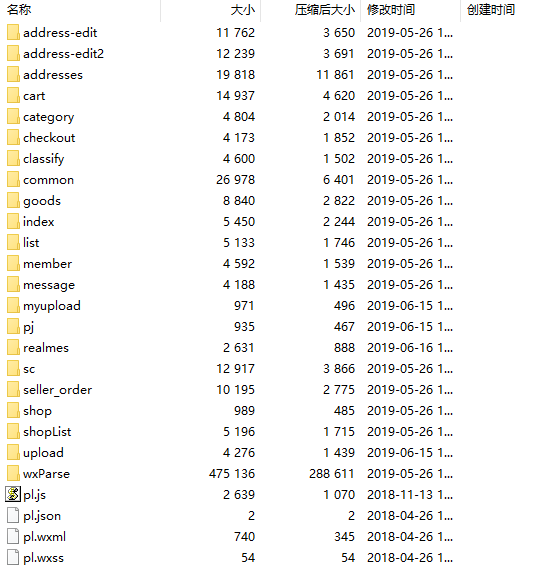 名称 大小 压缩后大小 修改时间 创建时间
address-edit 11 762 3 650 2019-05-26 1...
address-edit2 12 239 3 691 2019-05-26 1...
addresses 19 818 11 861 2019-05-26 1...
cart 14 937 4 620 2019-05-26 1...
category 4 804 2 014 2019-05-26 1...
checkout 4 173 1 852 2019-05-26 1...
classify 4 600 1 502 2019-05-26 1...
common 26 978 6 401 2019-05-26 1...
goods 8 840 2 822 2019-05-26 1...
index 5 450 2 244 2019-05-26 1...
list 5 133 1 746 2019-05-26 1...
member 4 592 1 539 2019-05-26 1...
message 4 188 1 435 2019-05-26 1...
myupload 971 496 2019-06-15 1...
pj 935 467 2019-06-15 1...
realmes 2 631 888 2019-06-16 1...
sc 12 917 3 866 2019-05-26 1...
seller_order 10 195 2 775 2019-05-26 1...
shop 989 485 2019-05-26 1...
shopList 5 196 1 715 2019-05-26 1...
upload 4 276 1 439 2019-06-15 1...
wxParse 475 136 288 611 2019-05-26 1...
pl.js 2 639 1 070 2018-11-13 1...
pl.json 2 2 2018-04-26 1...
pl.wxml 740 345 2018-04-26 1...
pl.wxss 54 54 2018-04-26 1...